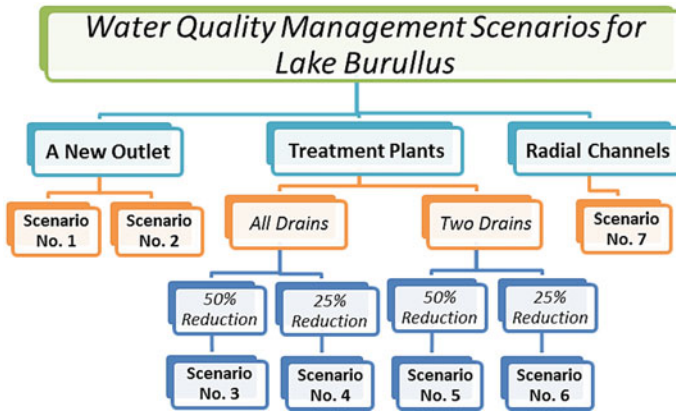 Water Quality Management Scenarios for
Lake Burullus
A New Outlet
Treatment Plants
Radial Channels
Scenario
No. 1
Scenario
No. 2
All Drains
Two Drains
Scenario
No. 7
50%
Reduction
25%
Reduction
50%
Reduction
25%
Reduction
Scenario
No. 3
Scenario
No. 4
Scenario
No. 5
Scenario
No. 6